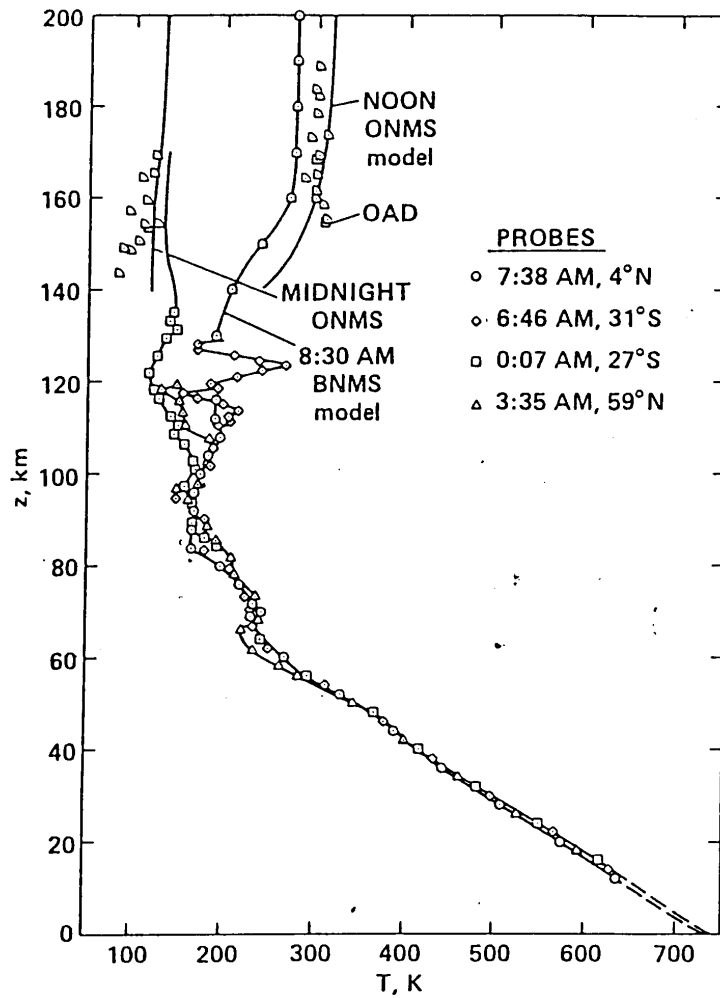 200
180
160
140
120
100
80
60
40
20
0
z, km
100 200 300 400 500 600 700
T, K
NOON
ONMS
model
OAD
MIDNIGHT
ONMS
8:30 AM
BNMS
model
PROBES
7:38 AM, 4°N
6:46 AM, 31°S
0:07 AM, 27°S
3:35 AM, 59°N